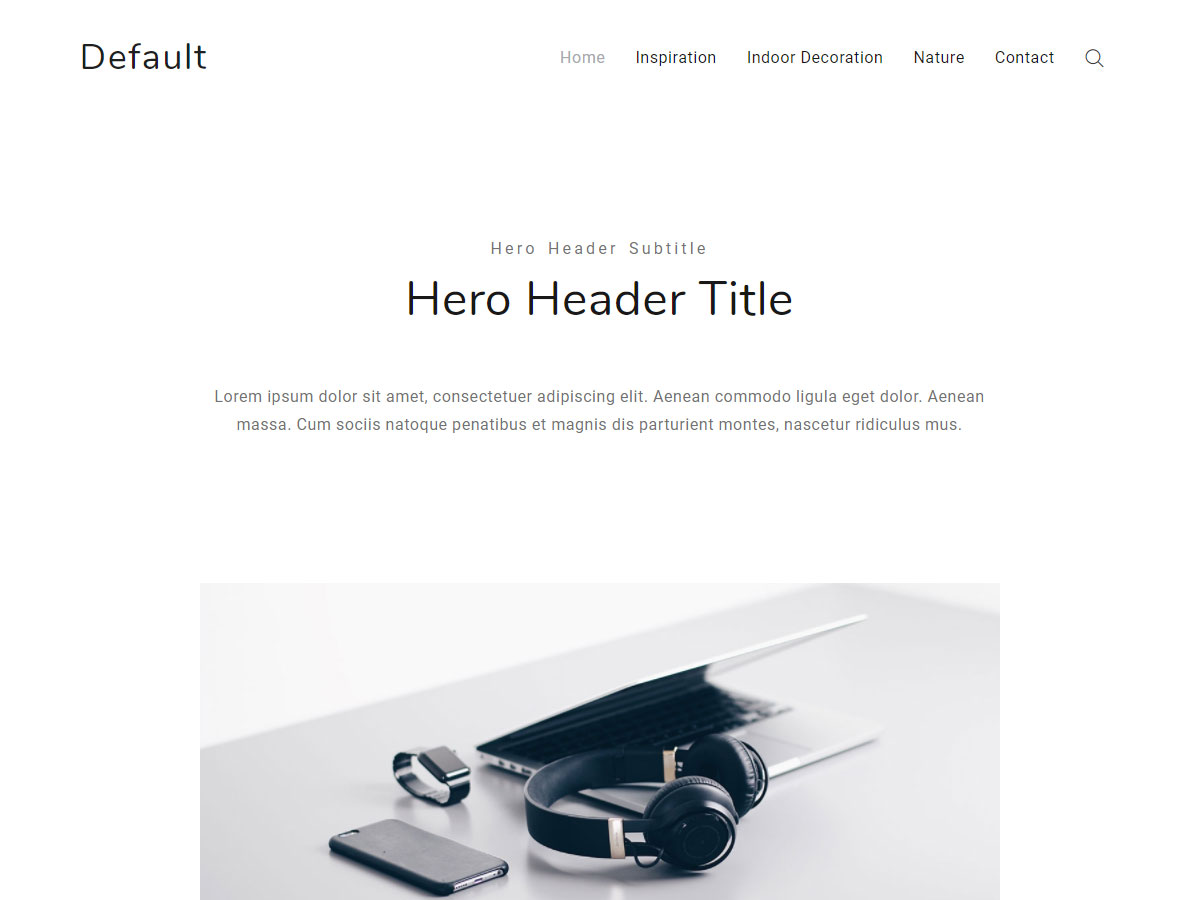 Default
Home Inspiration Indoor Decoration Nature Contact
Hero Header Subtitle
Hero Header Title
Lorem ipsum dolor sit amet, consectetuer adipiscing elit. Aenean commodo ligula eget dolor. Aenean
massa. Cum sociis natoque penatibus et magnis dis parturient montes, nascetur ridiculus mus.